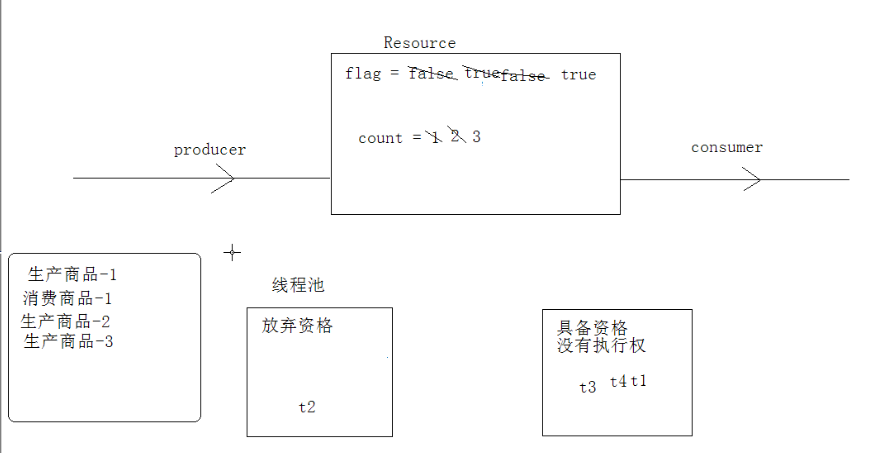 Resource
flag = false true false true
count = 1 2 3
producer
consumer
生产商品-1
消费商品-1
生产商品-2
生产商品-3
线程池
放弃资格
t2
具备资格
没有执行权
t3 t4 t1